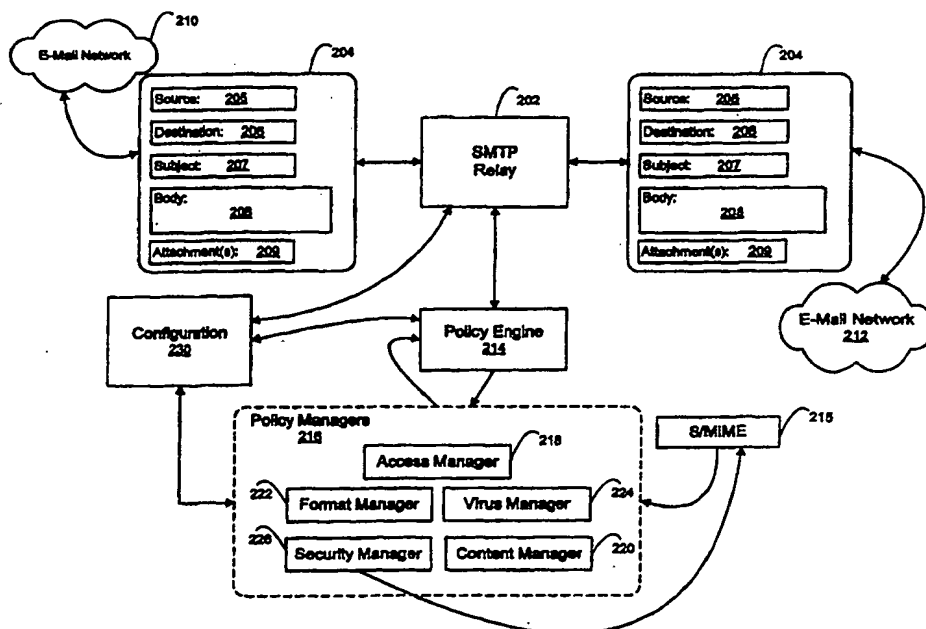 210
E-Mail Network
204
Source: 205
Destination: 206
Subject: 207
Body:
208
Attachment(s): 209
202
SMTP
Relay
204
Source: 205
Destination: 206
Subject: 207
Body:
208
Attachment(s): 209
E-Mail Network
212
Configuration
230
Policy Engine
214
Policy Managers
216
218
Access Manager
222
Format Manager
Virus Manager
224
226
Security Manager
Content Manager
220
S/MIME
215